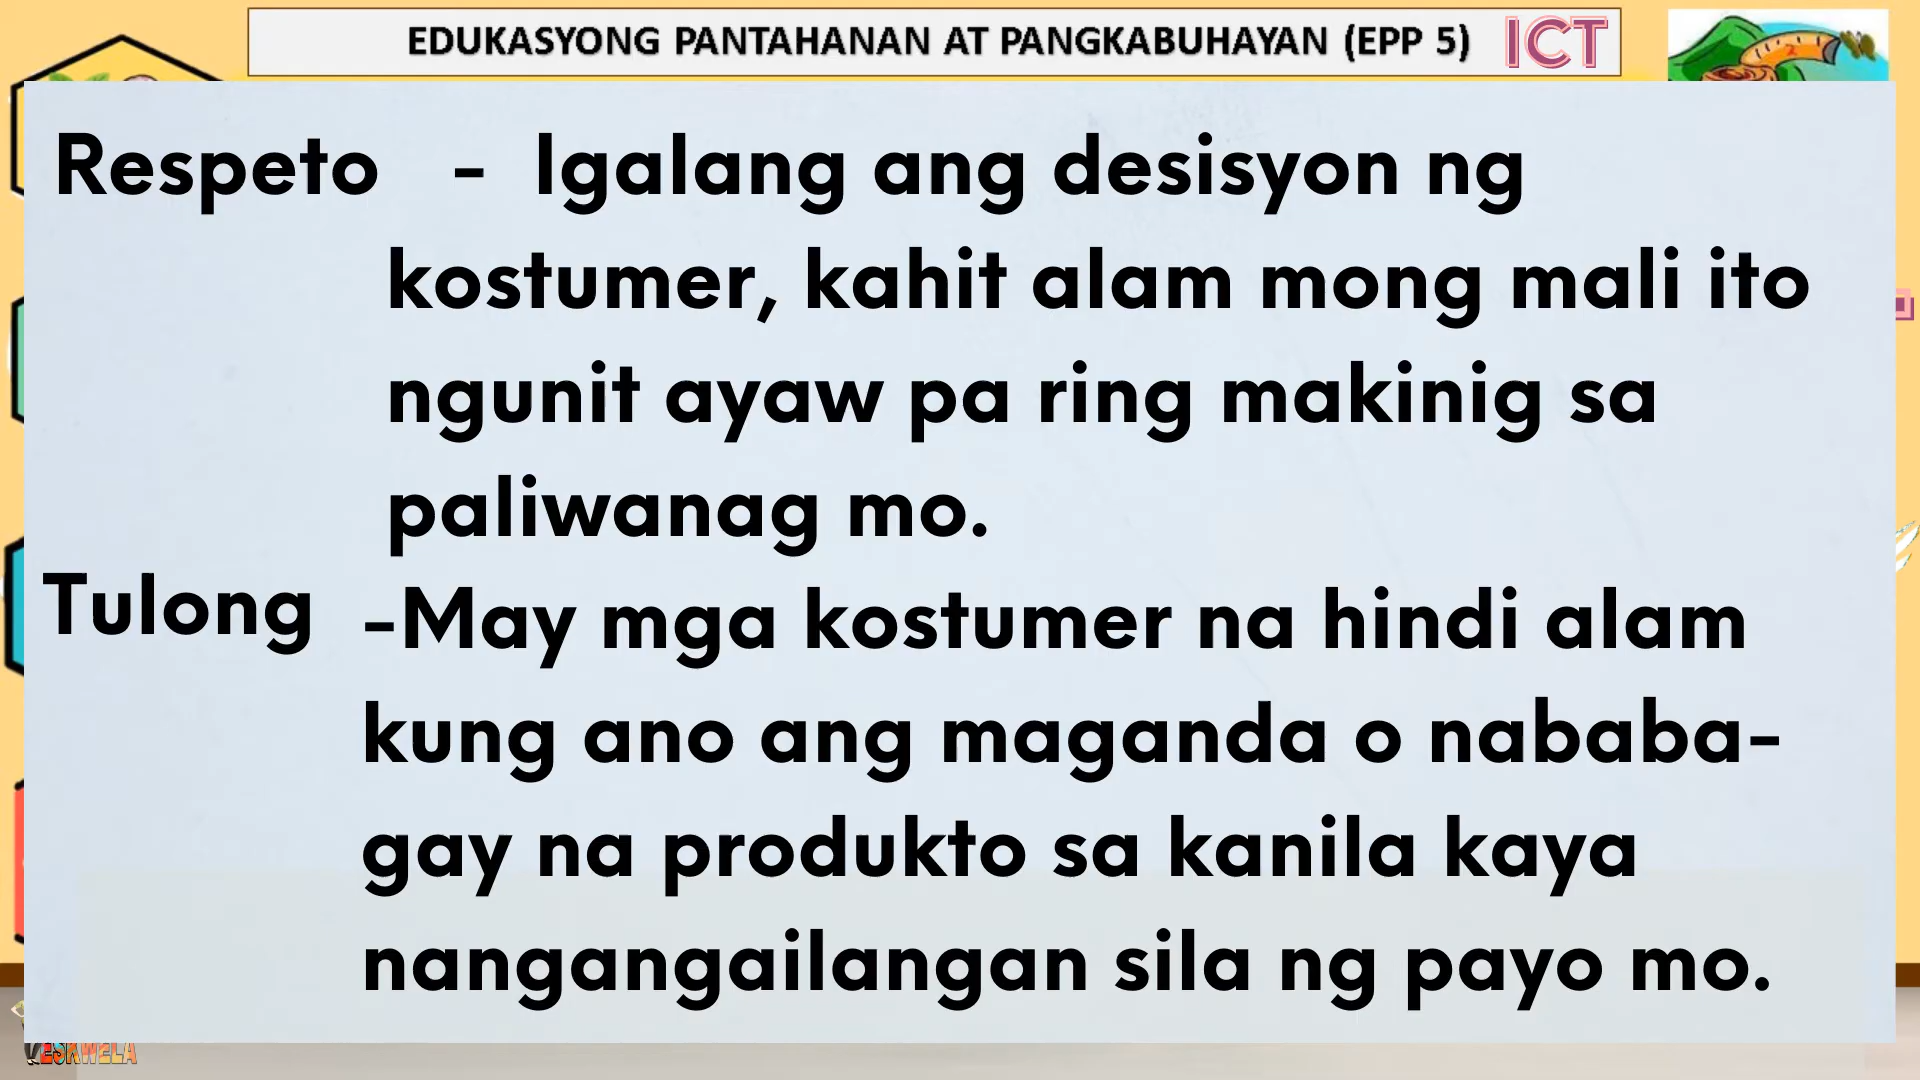 EDUKASYONG PANTAHANAN AT PANGKABUHAYAN (EPP 5) ICT
Respeto - Igalang ang desisyon ng
kostumer, kahit alam mong mali ito
ngunit ayaw pa ring makinig sa
paliwanag mo.
Tulong -May mga kostumer na hindi alam
kung ano ang maganda o nababa-
gay na produkto sa kanila kaya
nangangailangan sila ng payo mo.
ESKWELA